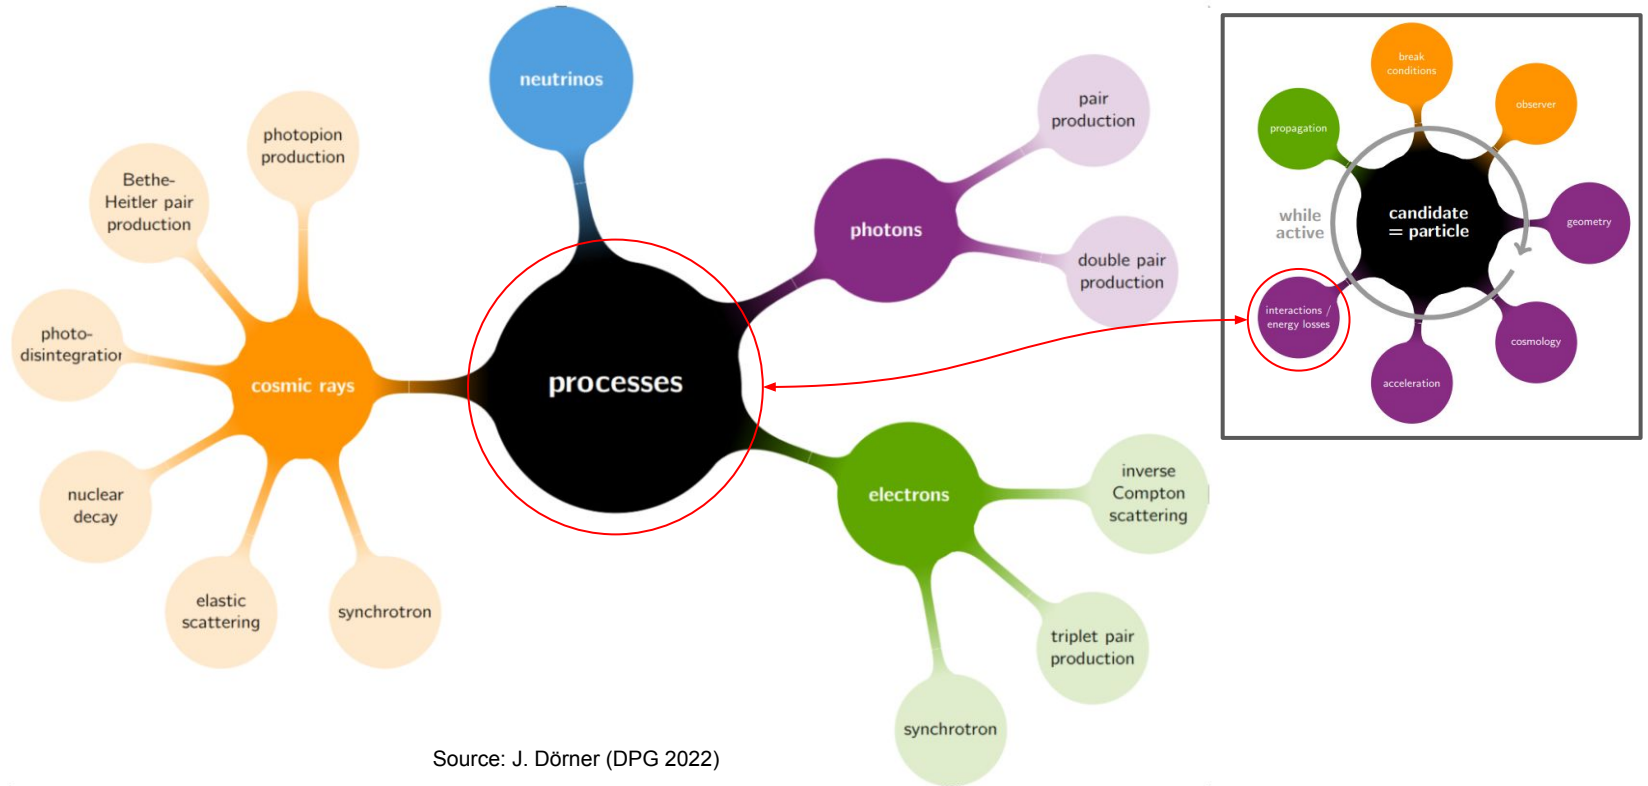 neutrinos
photopion
production
Bethe-
Heitler pair
production
photo-
disintegration
cosmic rays
nuclear
decay
elastic
scattering
synchrotron
processes
photons
pair
production
double pair
production
electrons
inverse
Compton
scattering
triplet pair
production
synchrotron
Source: J. Dörner (DPG 2022)
break
conditions
observer
propagation
while
active
candidate
= particle
geometry
interactions /
energy losses
cosmology
acceleration